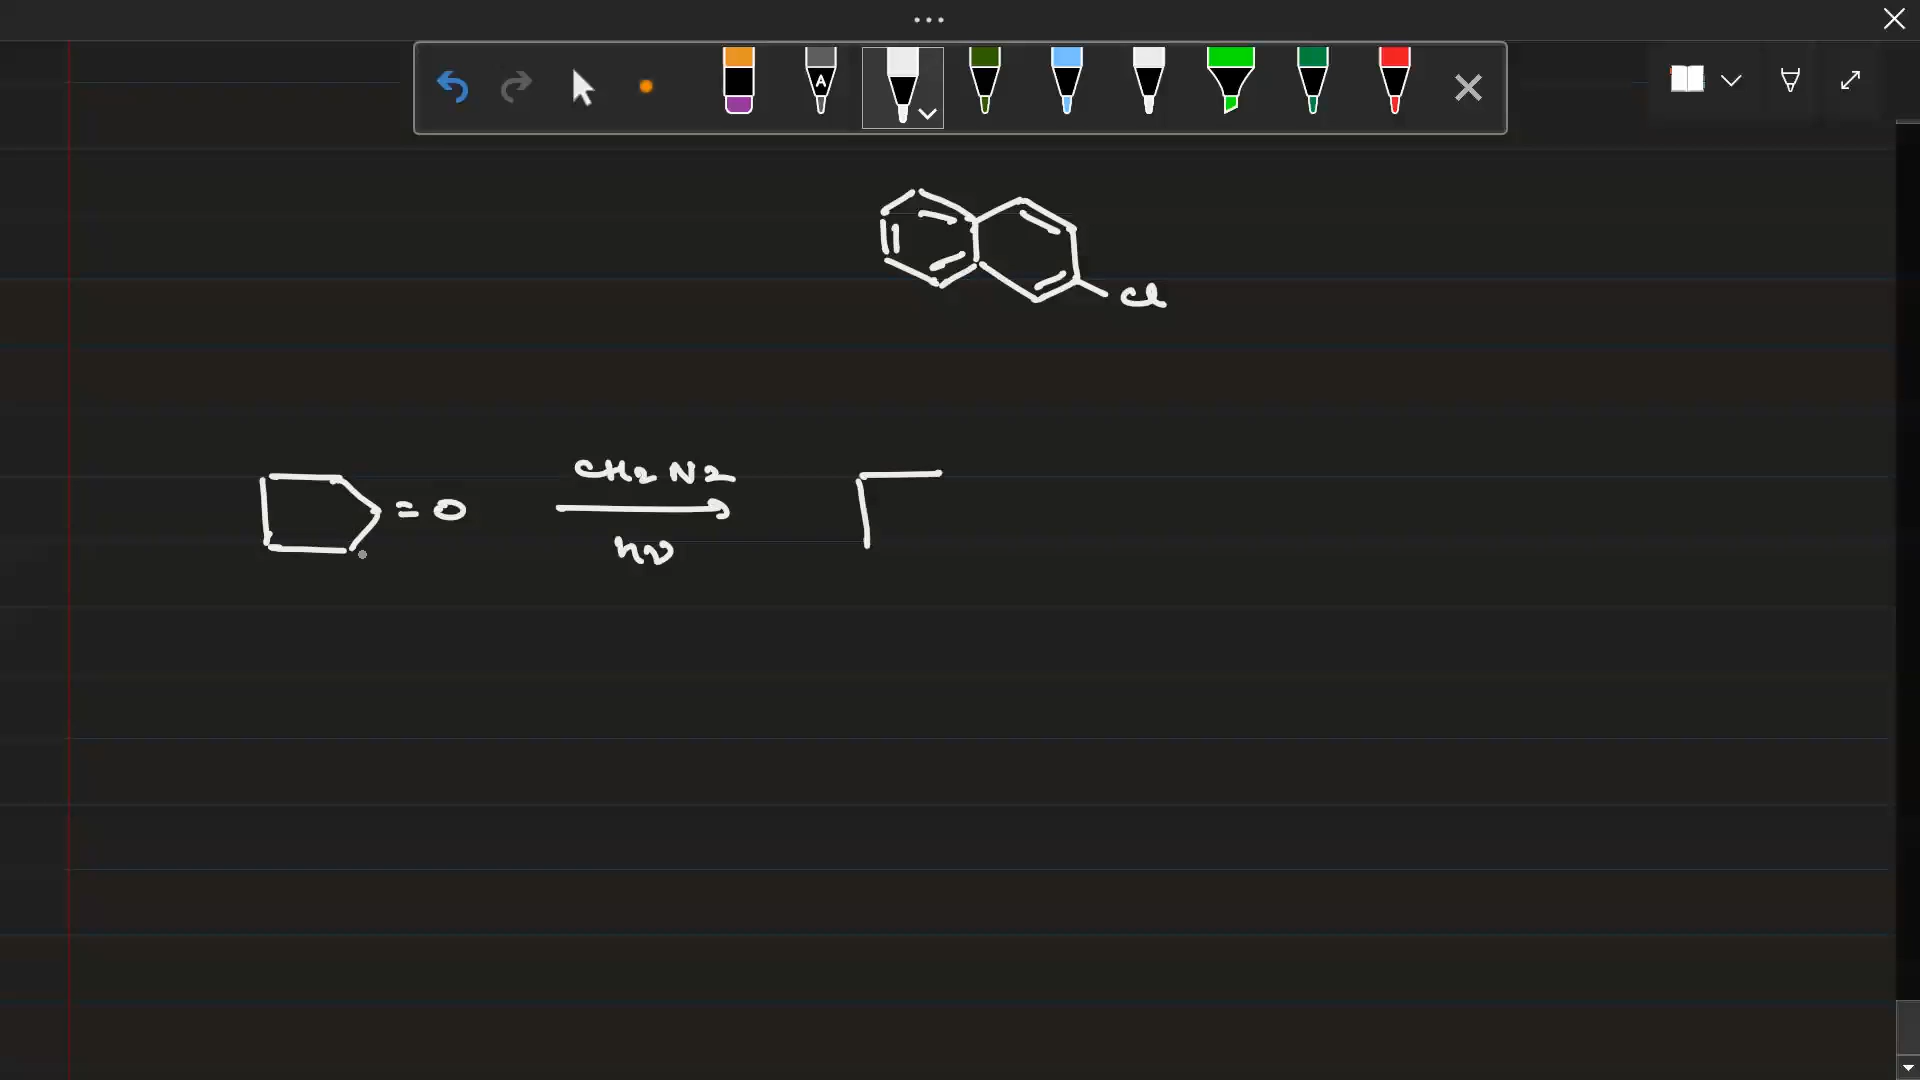 Cl
CH2N2
= O
hν